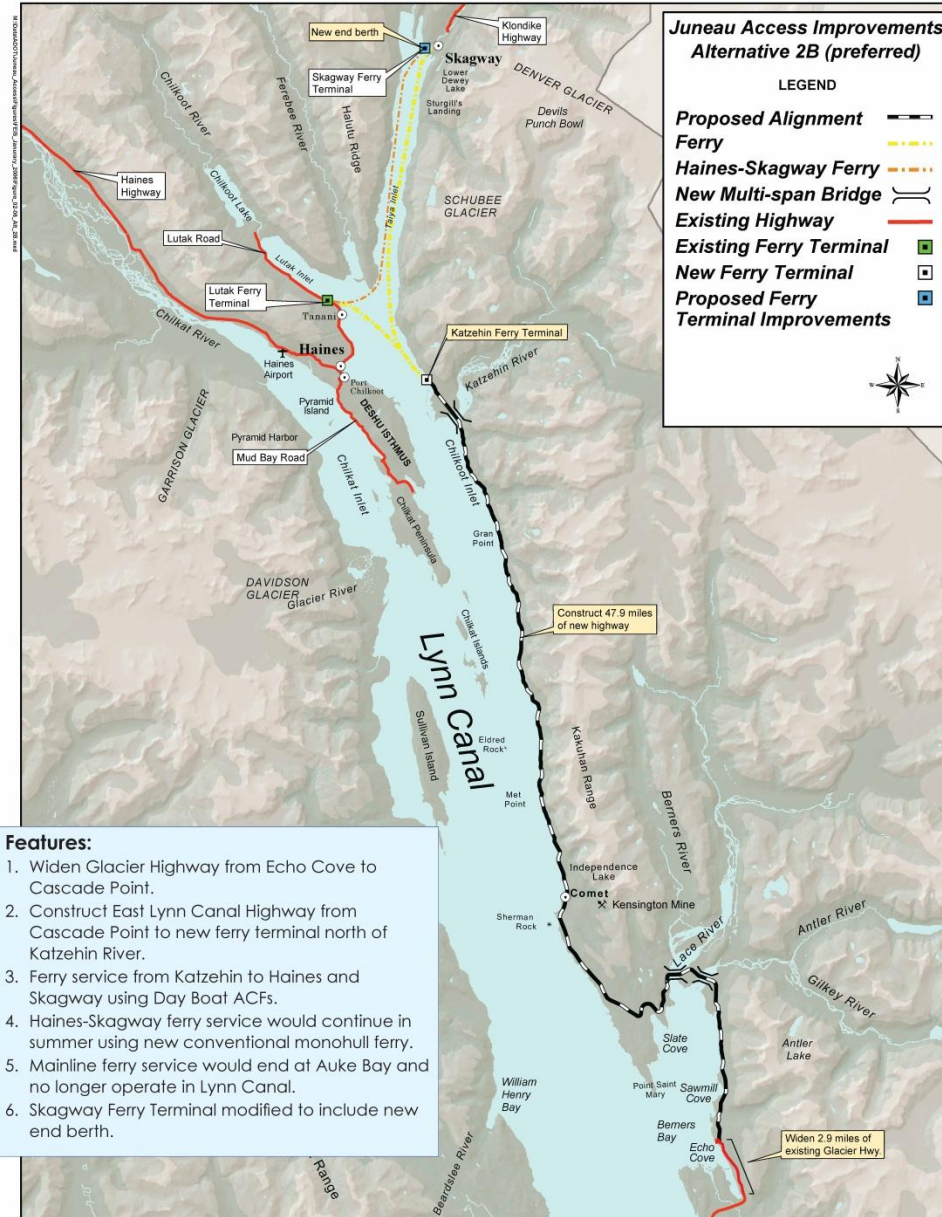 Juneau Access Improvements
Alternative 2B (preferred)
LEGEND
Proposed Alignment
Ferry
Haines-Skagway Ferry
New Multi-span Bridge
Existing Highway
Existing Ferry Terminal
New Ferry Terminal
Proposed Ferry
Terminal Improvements
N
W
E
S
New end berth
Klondike
Highway
Skagway
Skagway Ferry
Terminal
Lower
Dewey
Lake
Sturgill's
Landing
DENVER GLACIER
Devils
Punch Bowl
Chilkoot River
Ferebee River
Halutu Ridge
Haines
Highway
Chilkoot
Lake
Taiya Inlet
SCHUBEE
GLACIER
Lutak Road
Lutak Inlet
Lutak Ferry
Terminal
Tanani
Chilkat River
Haines
Katzehin Ferry Terminal
Katzehin River
Haines
Airport
Port
Chilkoot
Pyramid
Island
DESHU ISTHMUS
GARRISON GLACIER
Pyramid Harbor
Mud Bay Road
Chilkat Inlet
Chilkoot Inlet
Chilkat Peninsula
Gran
Point
DAVIDSON
GLACIER
Glacier River
Chilkat Islands
Construct 47.9 miles
of new highway
Lynn Canal
Sullivan Island
Eldred
Rock
Kakuhan Range
Met
Point
Berners River
Independence
Lake
Comet
Kensington Mine
Sherman
Rock
Lace River
Antler River
Gilkey River
Slate
Cove
Antler
Lake
Point Saint
Mary
Sawmill
Cove
William
Henry
Bay
Berners
Bay
Echo
Cove
Widen 2.9 miles of
existing Glacier Hwy.
Beardslee River
Range
Features:
1. Widen Glacier Highway from Echo Cove to
Cascade Point.
2. Construct East Lynn Canal Highway from
Cascade Point to new ferry terminal north of
Katzehin River.
3. Ferry service from Katzehin to Haines and
Skagway using Day Boat ACFs.
4. Haines-Skagway ferry service would continue in
summer using new conventional monohull ferry.
5. Mainline ferry service would end at Auke Bay and
no longer operate in Lynn Canal.
6. Skagway Ferry Terminal modified to include new
end berth.